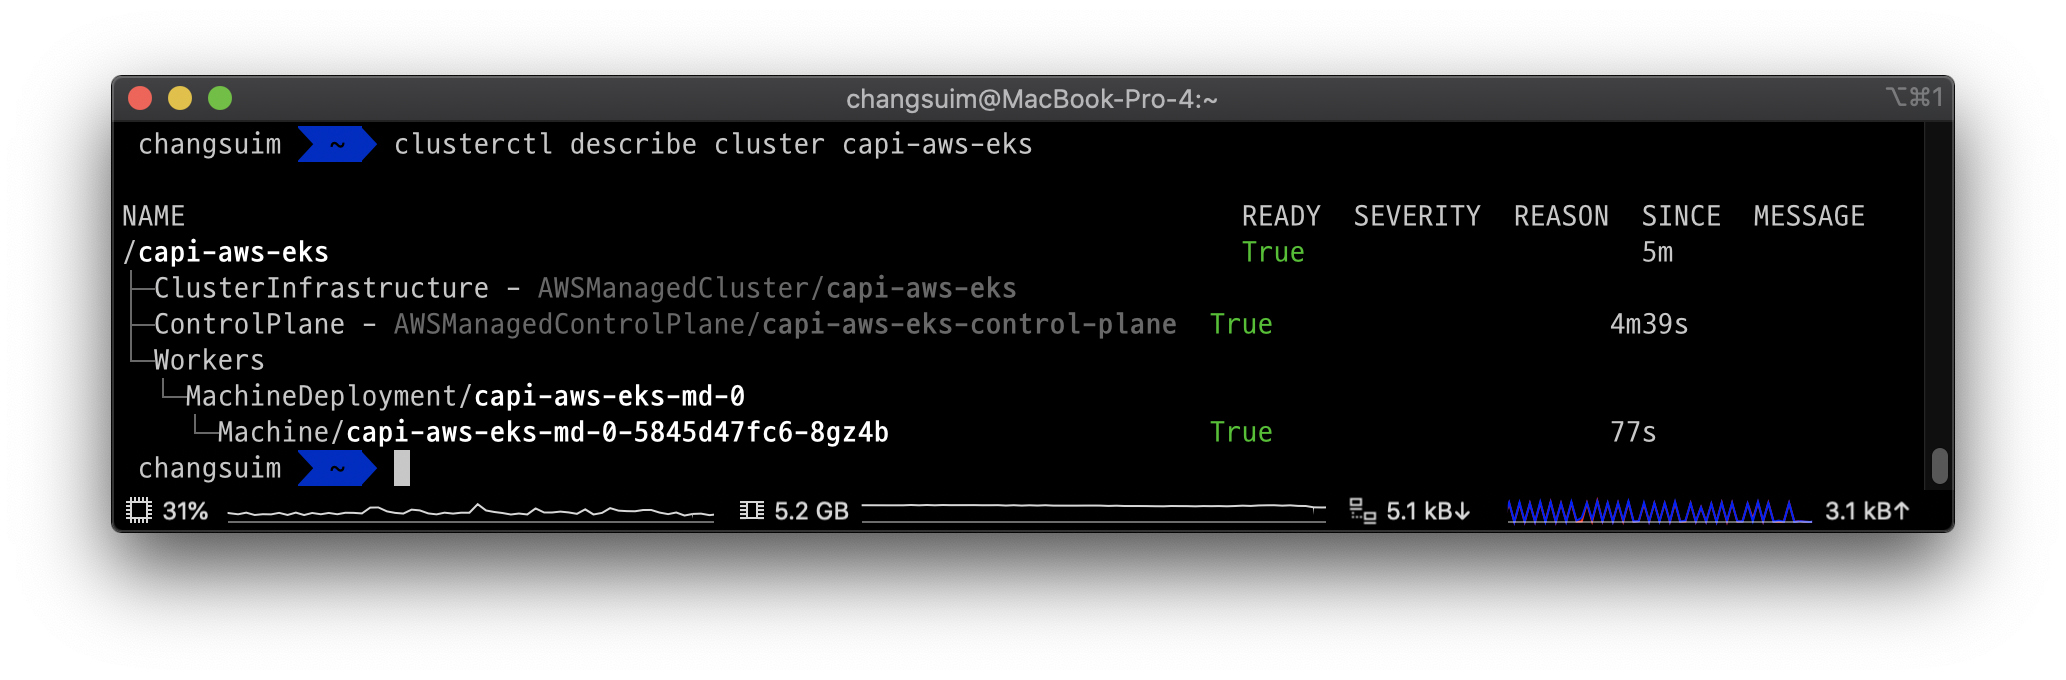 changsuim@MacBook-Pro-4:~ ⌥⌘1
changsuim ~ clusterctl describe cluster capi-aws-eks
NAME READY SEVERITY REASON SINCE MESSAGE
/capi-aws-eks True 5m
├─ClusterInfrastructure - AWSManagedCluster/capi-aws-eks
├─ControlPlane - AWSManagedControlPlane/capi-aws-eks-control-plane True 4m39s
└─Workers
└─MachineDeployment/capi-aws-eks-md-0
└─Machine/capi-aws-eks-md-0-5845d47fc6-8gz4b True 77s
changsuim ~
31% 5.2 GB 5.1 kB↓ 3.1 kB↑